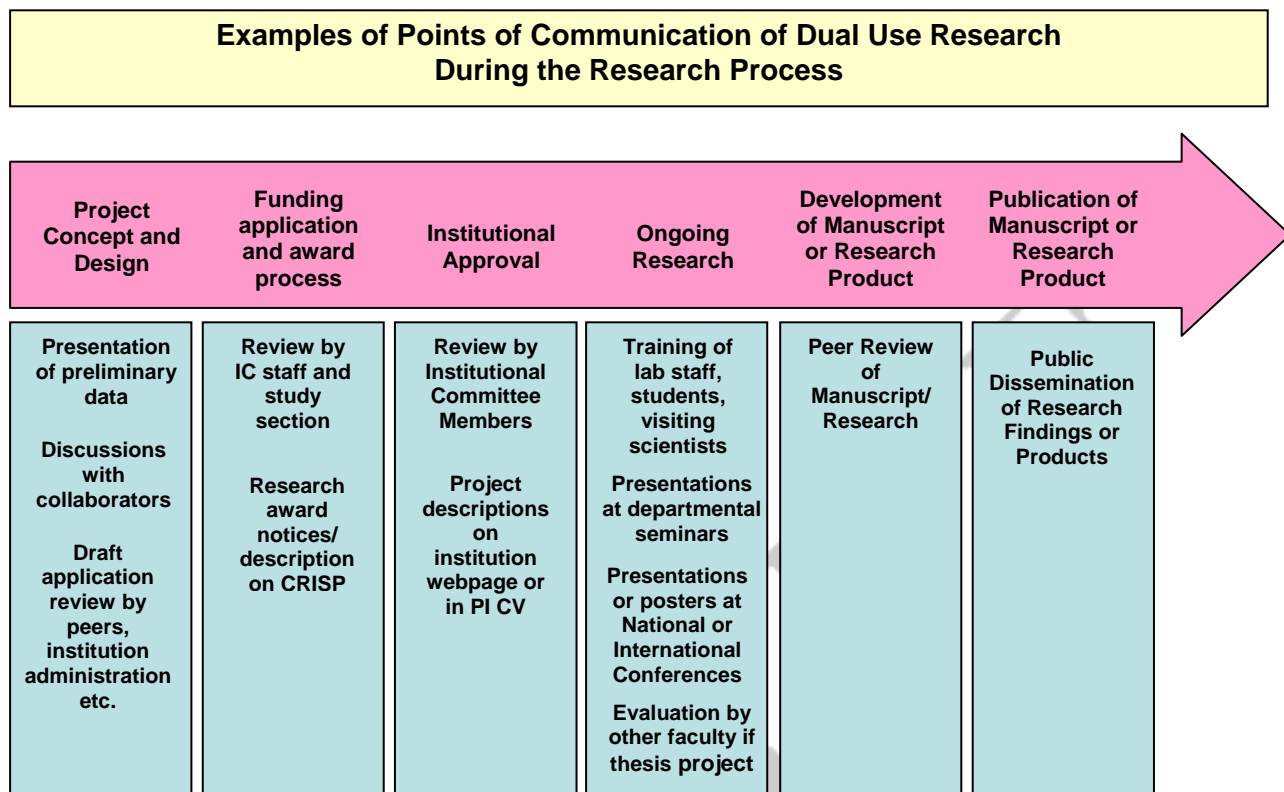 Examples of Points of Communication of Dual Use Research
During the Research Process
Project
Concept and
Design
Funding
application
and award
process
Institutional
Approval
Ongoing
Research
Development
of Manuscript
or Research
Product
Publication of
Manuscript or
Research
Product
Presentation
of preliminary
data
Discussions
with
collaborators
Draft
application
review by
peers,
institution
administration
etc.
Review by
IC staff and
study
section
Research
award
notices/
description
on CRISP
Review by
Institutional
Committee
Members
Project
descriptions
on
institution
webpage or
in PI CV
Training of
lab staff,
students,
visiting
scientists
Presentations
at departmental
seminars
Presentations
or posters at
National or
International
Conferences
Evaluation by
other faculty if
thesis project
Peer Review
of
Manuscript/
Research
Public
Dissemination
of Research
Findings or
Products